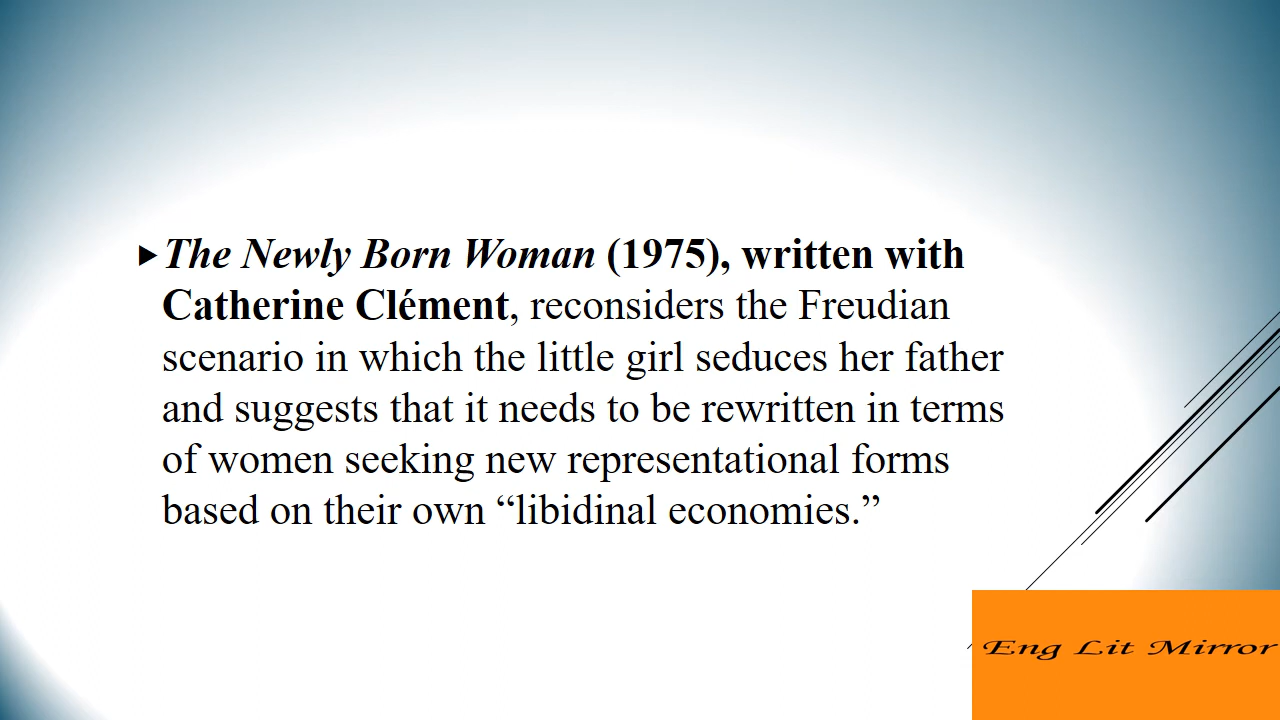 The Newly Born Woman (1975), written with
Catherine Clément, reconsiders the Freudian
scenario in which the little girl seduces her father
and suggests that it needs to be rewritten in terms
of women seeking new representational forms
based on their own “libidinal economies.”
Eng Lit Mirror